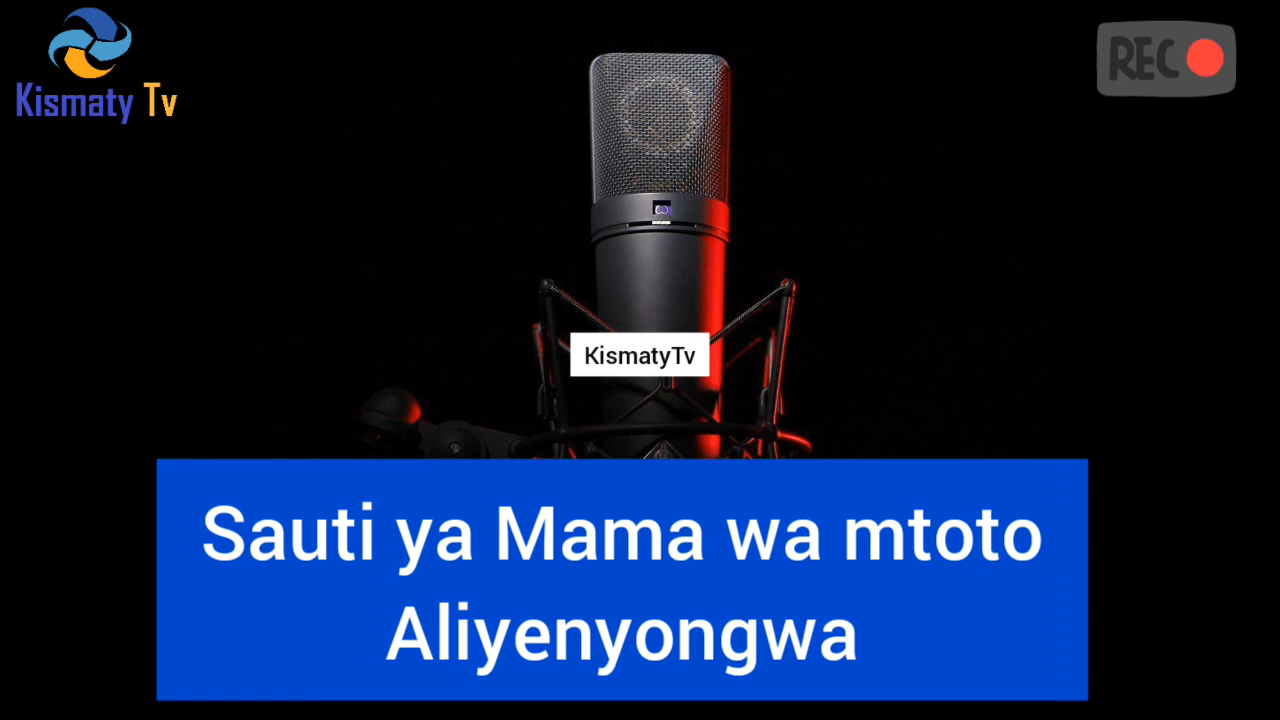 Kismaty Tv
REC
KismatyTv
Sauti ya Mama wa mtoto
Aliyenyongwa